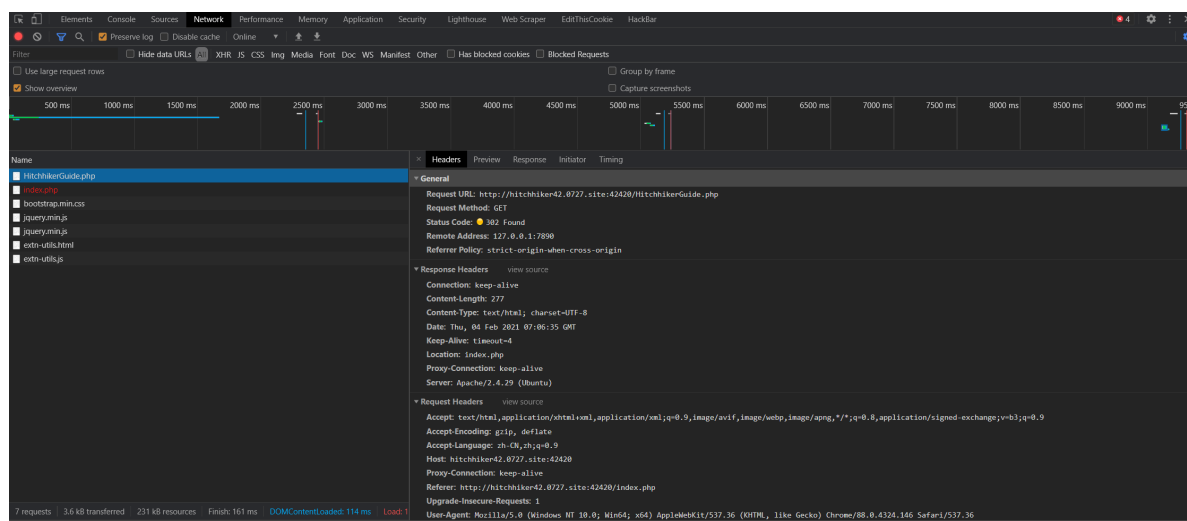 Elements Console Sources Network Performance Memory Application Security Lighthouse Web Scraper EditThisCookie HackBar 4
Preserve log Disable cache Online
Filter Hide data URLs All XHR JS CSS Img Media Font Doc WS Manifest Other Has blocked cookies Blocked Requests
Use large request rows Group by frame
Show overview Capture screenshots
500 ms 1000 ms 1500 ms 2000 ms 2500 ms 3000 ms 3500 ms 4000 ms 4500 ms 5000 ms 5500 ms 6000 ms 6500 ms 7000 ms 7500 ms 8000 ms 8500 ms 9000 ms 95
Name
HitchhikerGuide.php
index.php
bootstrap.min.css
jquery.min.js
jquery.min.js
extn-utils.html
extn-utils.js
7 requests 3.6 kB transferred 231 kB resources Finish: 161 ms DOMContentLoaded: 114 ms Load: 1
× Headers Preview Response Initiator Timing
General
Request URL: http://hitchhiker42.0727.site:42420/HitchhikerGuide.php
Request Method: GET
Status Code: 302 Found
Remote Address: 127.0.0.1:7890
Referrer Policy: strict-origin-when-cross-origin
Response Headers view source
Connection: keep-alive
Content-Length: 277
Content-Type: text/html; charset=UTF-8
Date: Thu, 04 Feb 2021 07:06:35 GMT
Keep-Alive: timeout=4
Location: index.php
Proxy-Connection: keep-alive
Server: Apache/2.4.29 (Ubuntu)
Request Headers view source
Accept: text/html,application/xhtml+xml,application/xml;q=0.9,image/avif,image/webp,image/apng,*/*;q=0.8,application/signed-exchange;v=b3;q=0.9
Accept-Encoding: gzip, deflate
Accept-Language: zh-CN,zh;q=0.9
Host: hitchhiker42.0727.site:42420
Proxy-Connection: keep-alive
Referer: http://hitchhiker42.0727.site:42420/index.php
Upgrade-Insecure-Requests: 1
User-Agent: Mozilla/5.0 (Windows NT 10.0; Win64; x64) AppleWebKit/537.36 (KHTML, like Gecko) Chrome/88.0.4324.146 Safari/537.36